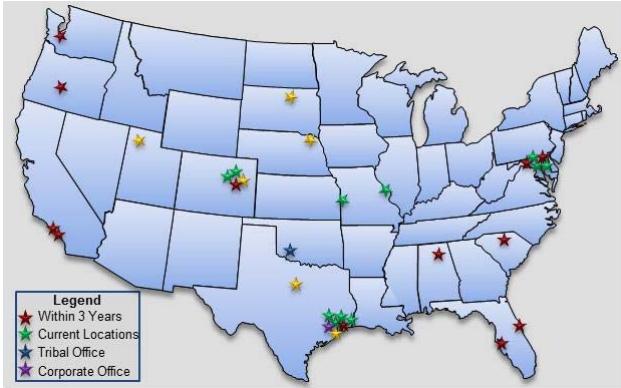 Legend
Within 3 Years
Current Locations
Tribal Office
Corporate Office